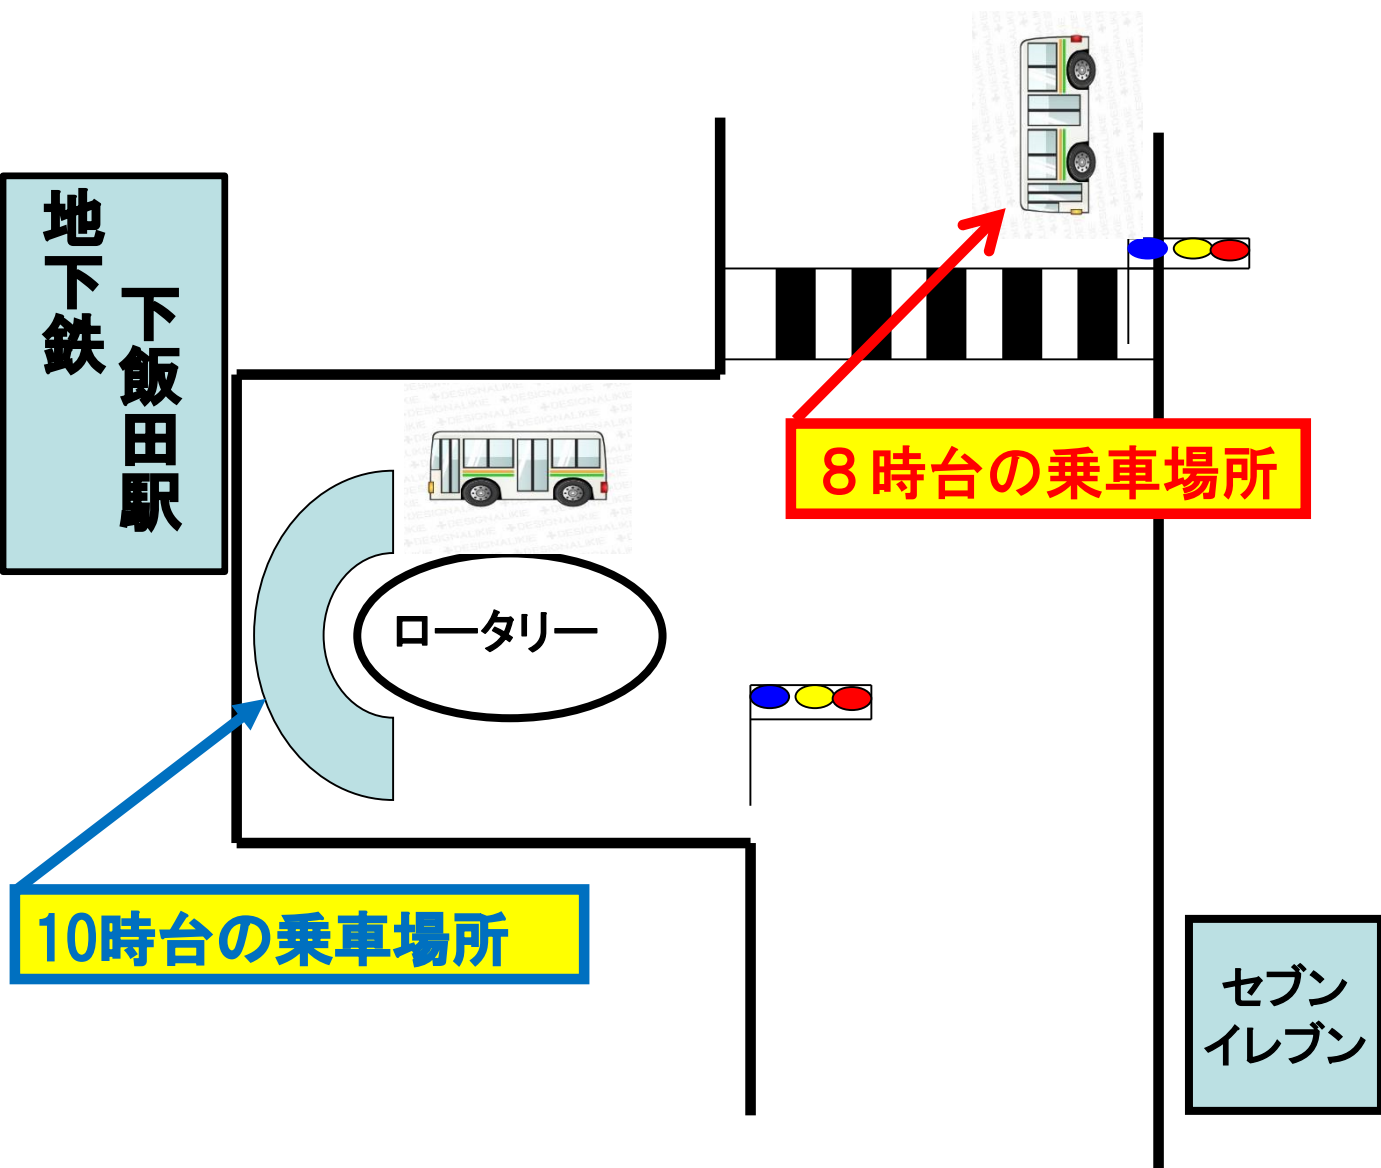 地下鉄
下飯田駅
８時台の乗車場所
ロータリー
10時台の乗車場所
セブン
イレブン